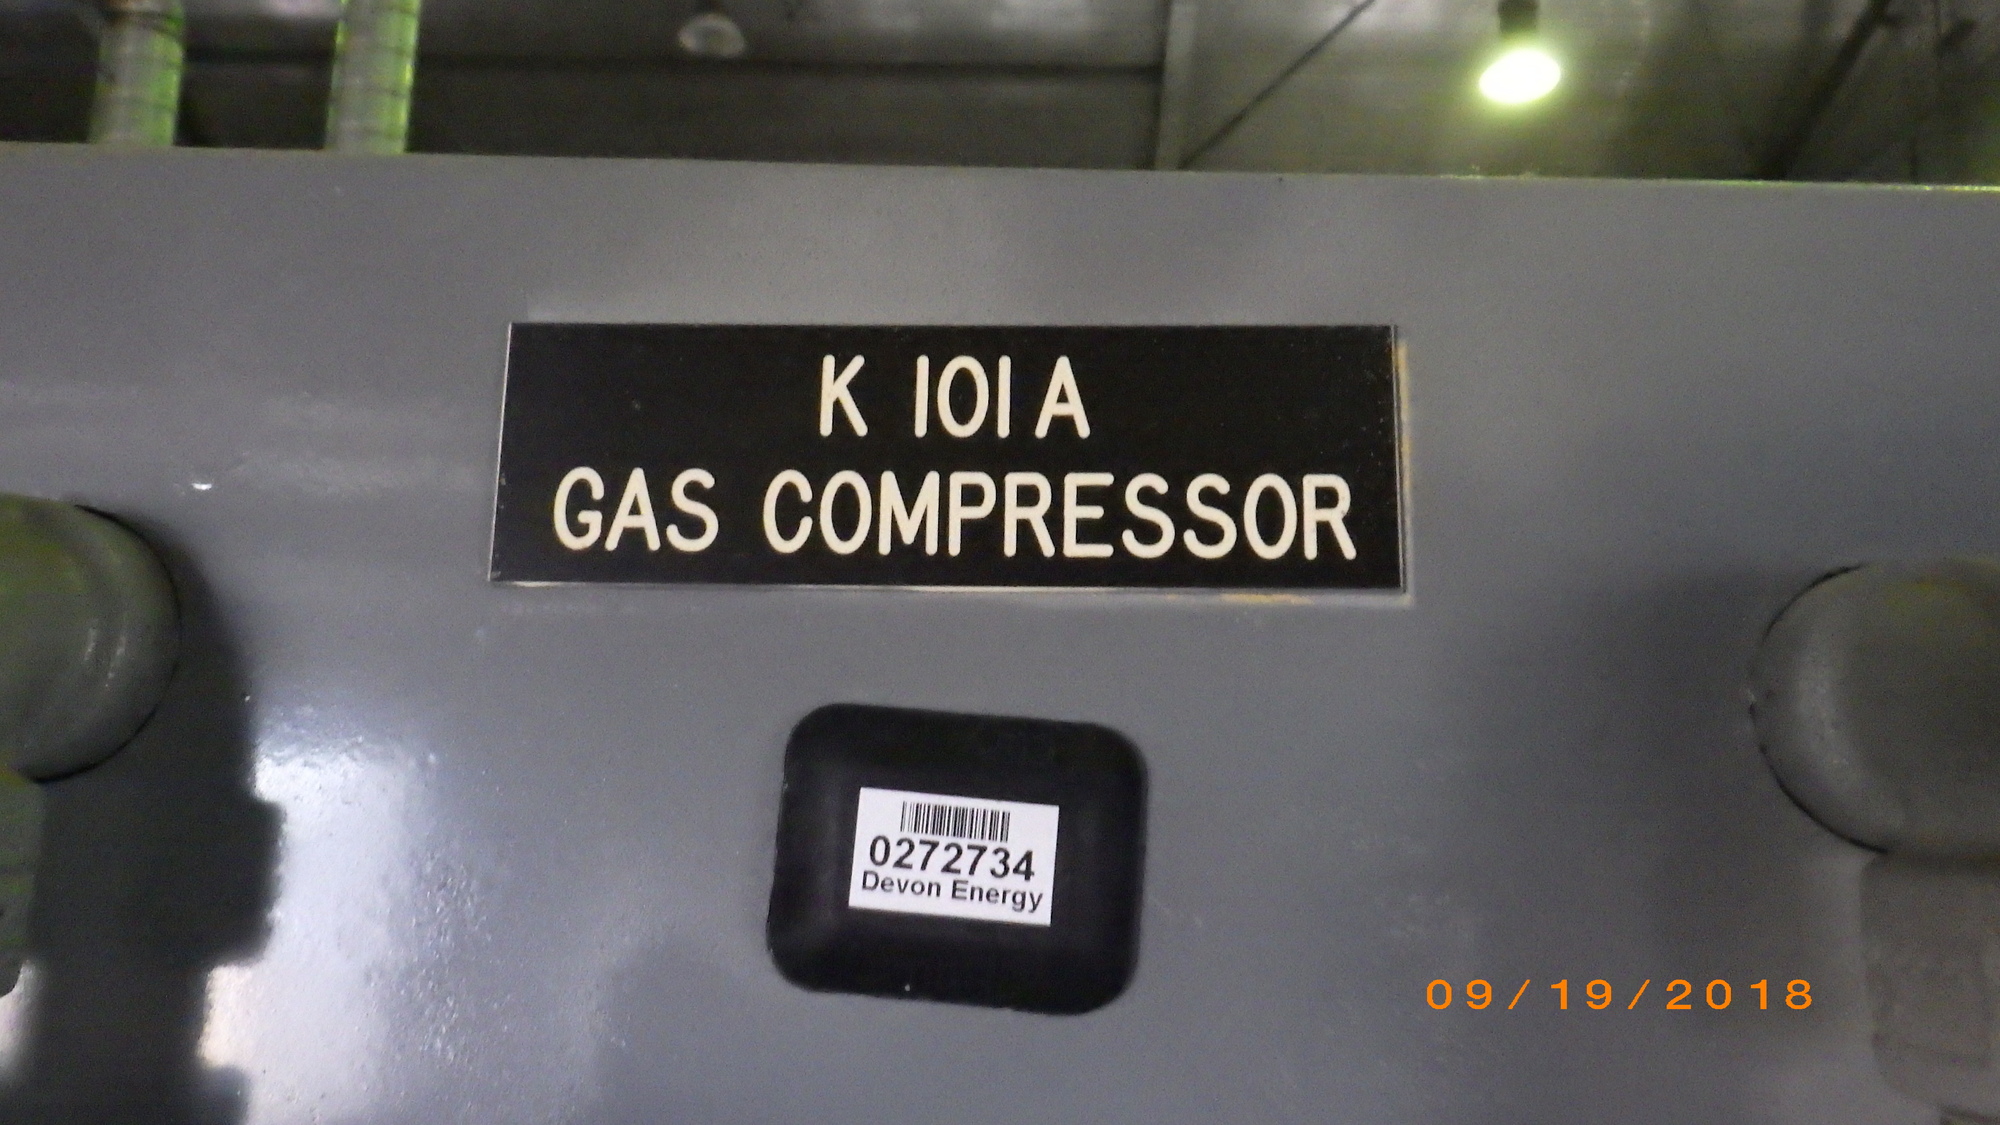 K 101 A
GAS COMPRESSOR
0272734
Devon Energy
09/19/2018